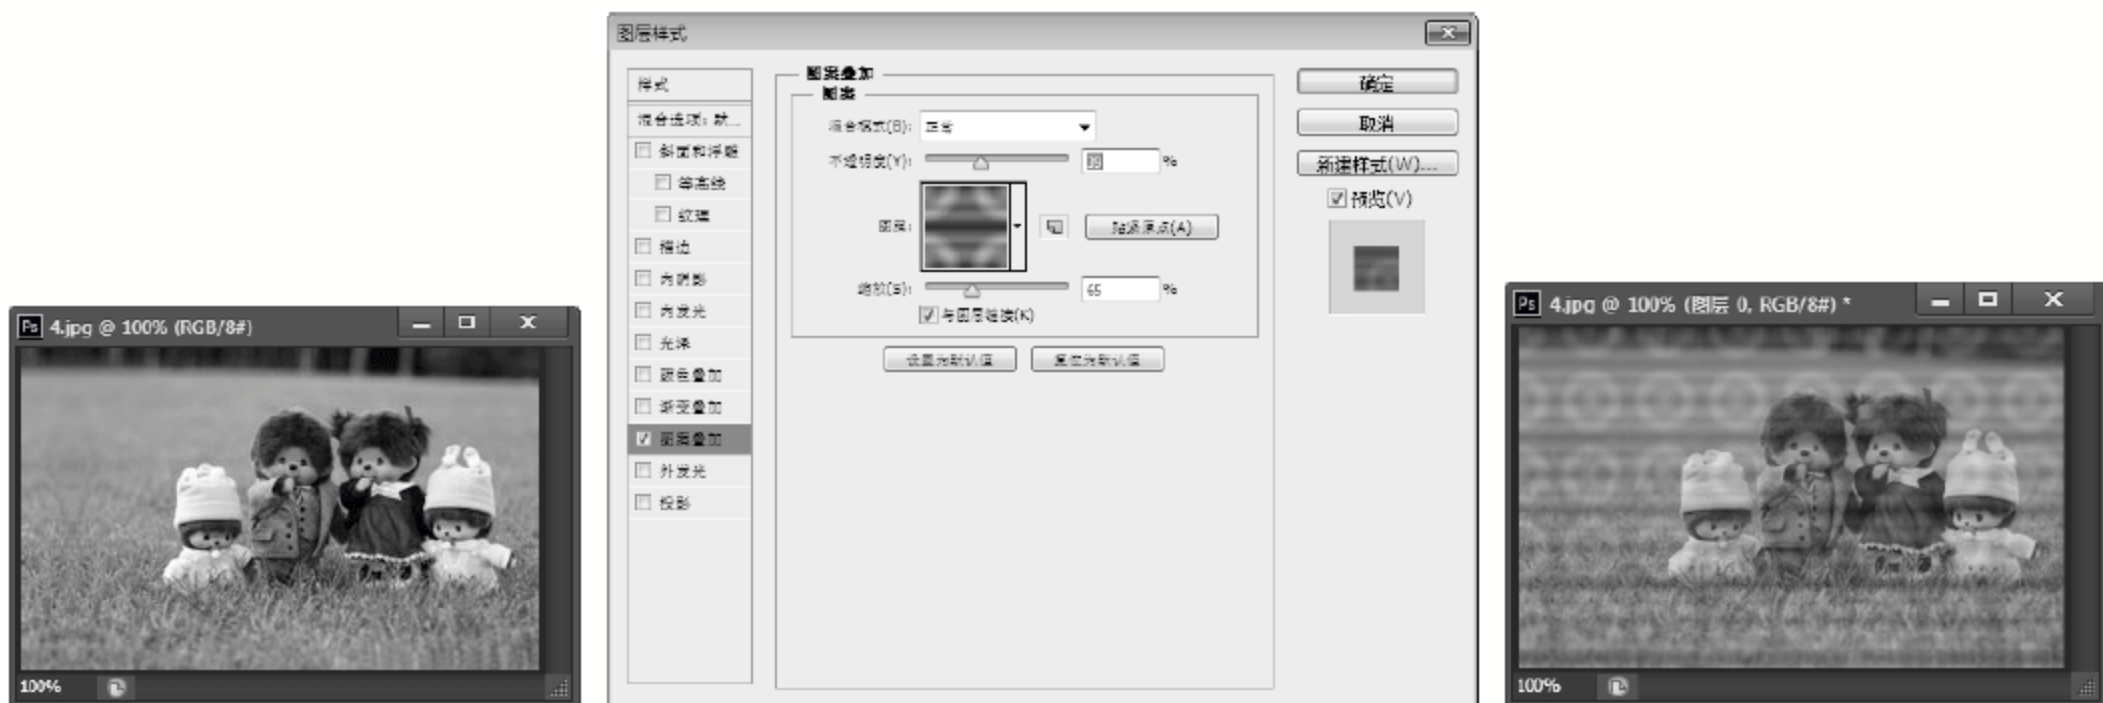 Ps 4.jpg @ 100% (RGB/8#)
100%
图层样式
样式
混合选项: 默...
斜面和浮雕
等高线
纹理
描边
内阴影
内发光
光泽
颜色叠加
渐变叠加
图案叠加
外发光
投影
图案叠加
图案
混合模式(B): 正常
不透明度(Y): %
图案: 贴紧原点(A)
缩放(S): 65 %
与图层链接(K)
设置为默认值 复位为默认值
确定
取消
新建样式(W)...
预览(V)
Ps 4.jpg @ 100% (图层 0, RGB/8#) *
100%